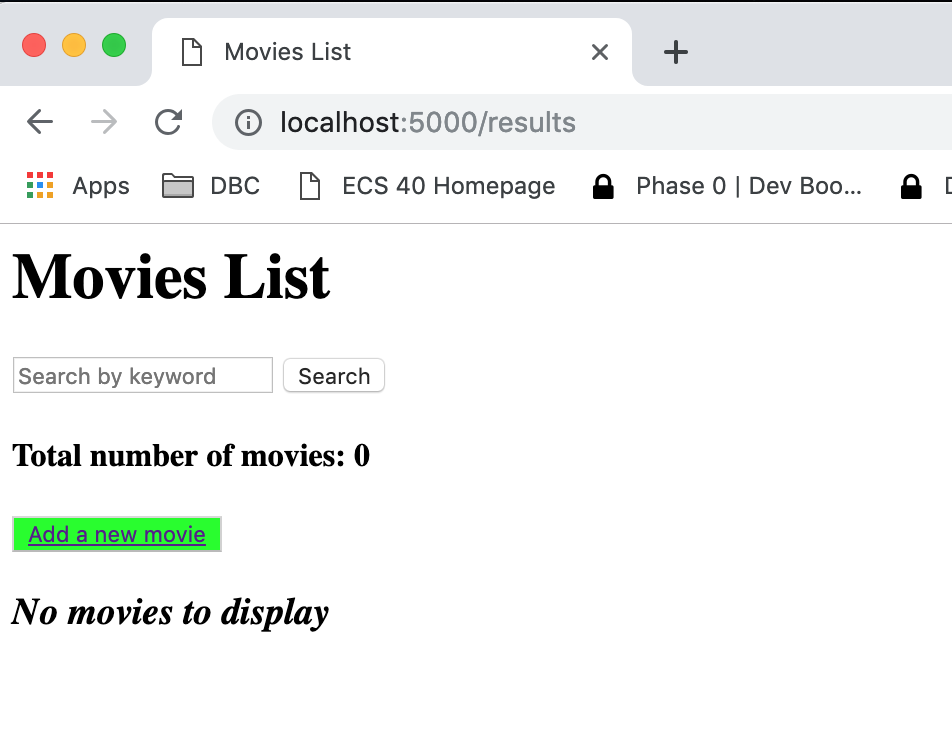 Movies List
localhost:5000/results
Apps DBC ECS 40 Homepage Phase 0 | Dev Boo...
Movies List
Search by keyword Search
Total number of movies: 0
Add a new movie
No movies to display